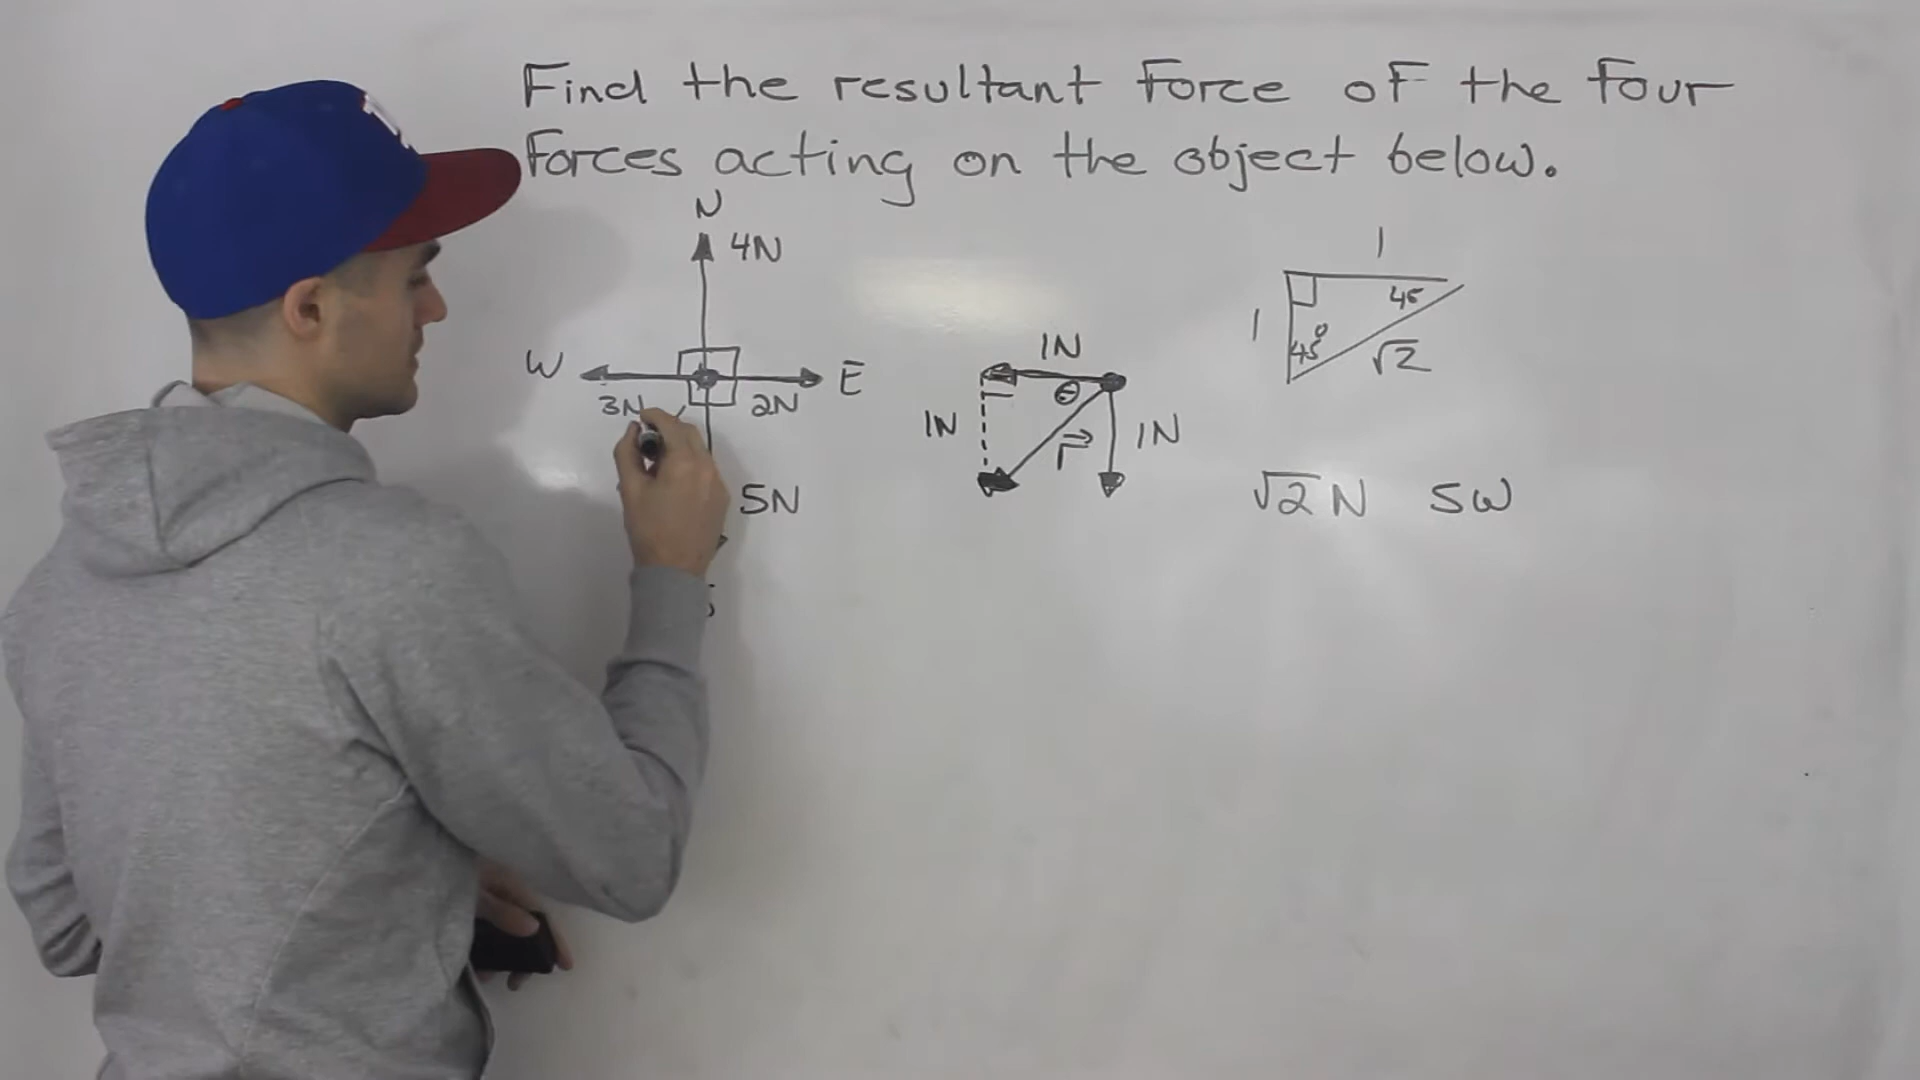 Find the resultant force of the four
forces acting on the object below.
N
4N
W
E
3N
2N
5N
S
1N
θ
1N
r
1N
1
1
45
45°
√2
√2 N SW